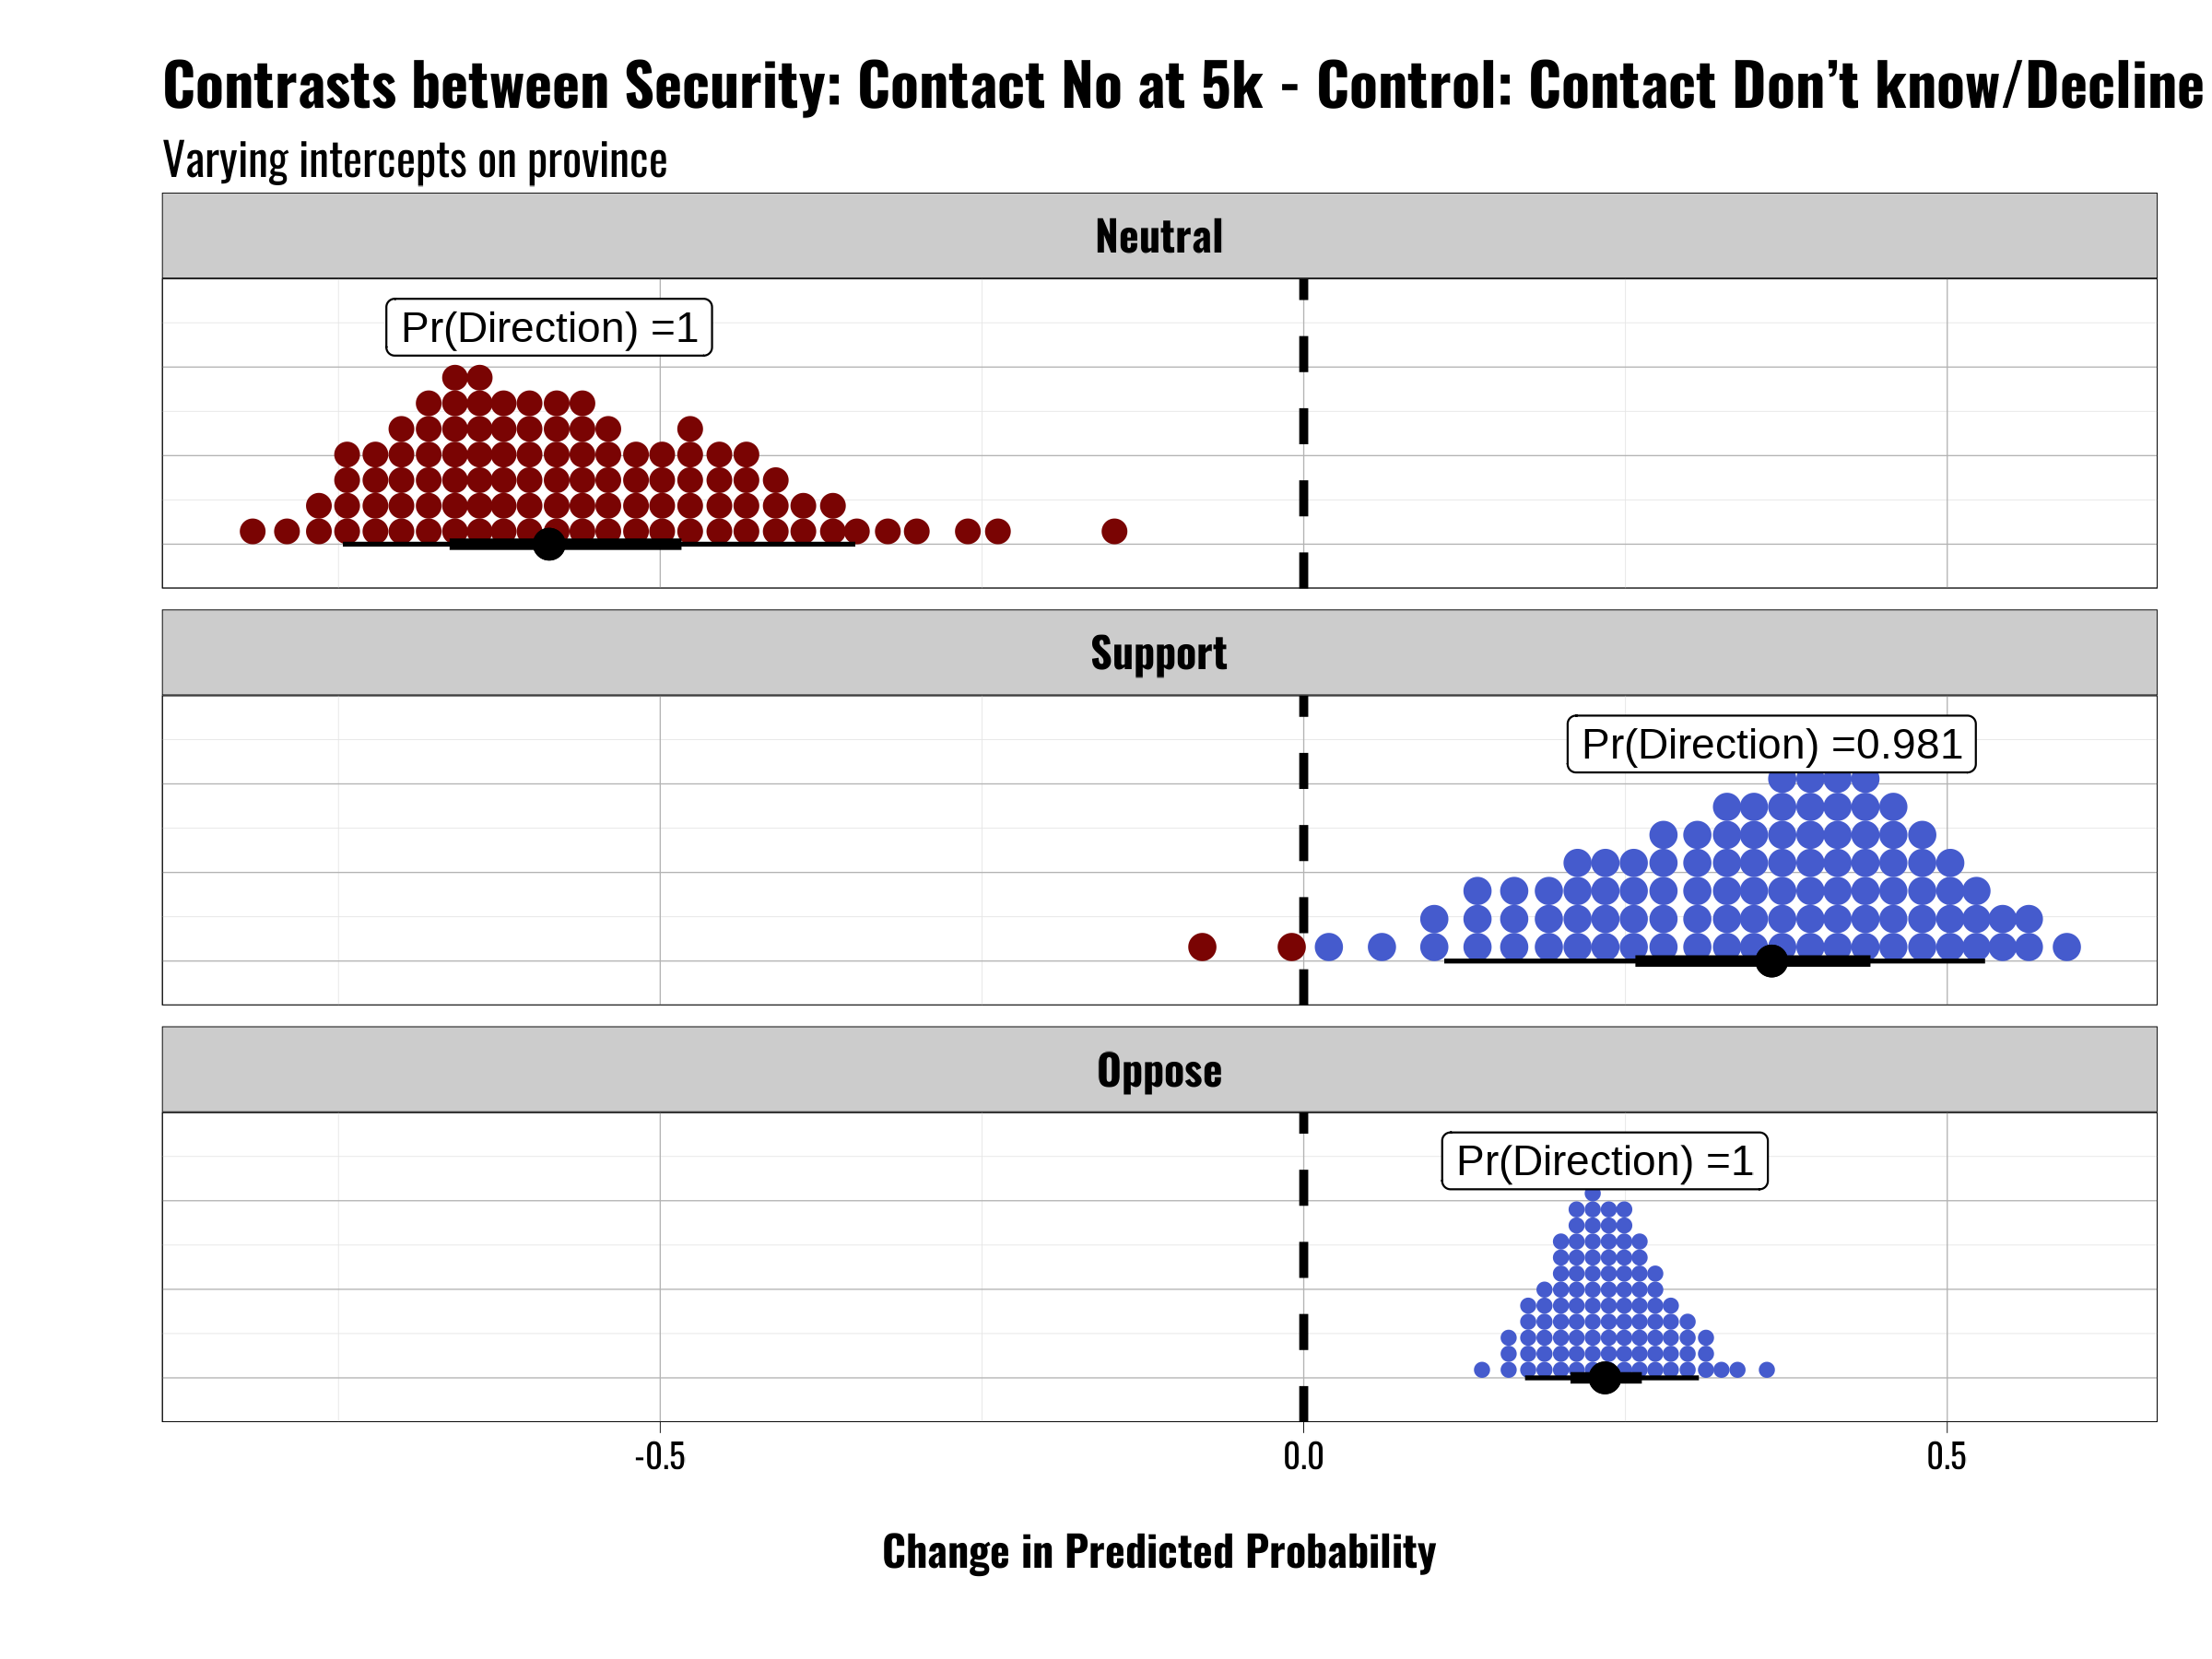 Contrasts between Security: Contact No at 5k - Control: Contact Don’t know/Decline
Varying intercepts on province
Neutral
Pr(Direction) =1
Support
Pr(Direction) =0.981
Oppose
Pr(Direction) =1
-0.5 0.0 0.5
Change in Predicted Probability